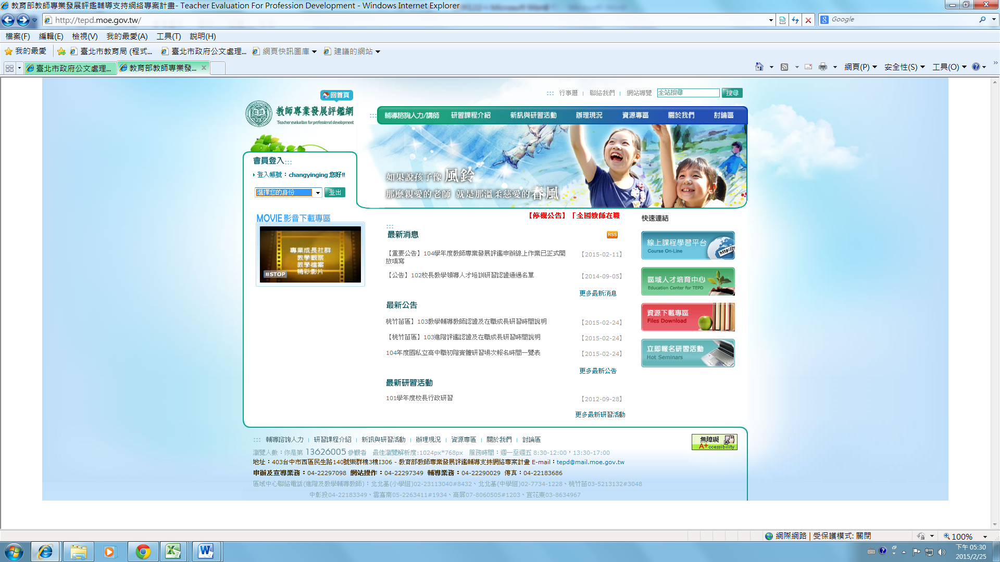 教育部教師專業發展評鑑輔導支持網絡專案計畫- Teacher Evaluation For Profession Development - Windows Internet Explorer
http://tepd.moe.gov.tw/
Google
檔案(F) 編輯(E) 檢視(V) 我的最愛(A) 工具(T) 說明(H)
我的最愛 臺北市教育局 (程式... 臺北市政府公文處理... 網頁快訊圖庫 建議的網站
臺北市政府公文處理... 教育部教師專業發... 網頁(P) 安全性(S) 工具(O)
回首頁
行事曆 聯絡我們 網站導覽 全站搜尋 搜尋
教師專業發展評鑑網
Teacher evaluation for professional development
輔導諮詢人力/講師 研習課程介紹 新訊與研習活動 辦理現況 資源專區 關於我們 討論區
會員登入
登入帳號：changyinging 您好!!
選擇您的身份 登出
如果說孩子像 風鈴
那麼親愛的老師 就是那溫柔慈愛的春風
MOVIE 影音下載專區
專業成長社群
教學觀察
教學檔案
精彩影片
STOP
【停機公告】「全國教師在職
最新消息
RSS
【重要公告】104學年度教師專業發展評鑑申辦線上作業已正式開
放填寫
【2015-02-11】
【公告】102校長教學領導人才培訓研習認證通過名單 【2014-09-05】
更多最新消息
最新公告
桃竹苗區】103教學輔導教師認證及在職成長研習時間說明 【2015-02-24】
【桃竹苗區】103進階評鑑認證及在職成長研習時間說明 【2015-02-24】
104年度國私立高中職初階實體研習場次報名時間一覽表 【2015-02-24】
更多最新公告
最新研習活動
101學年度校長行政研習 【2012-09-28】
更多最新研習活動
快速連結
線上課程學習平台
Course On-Line
http://
區域人才培育中心
Education Center for TEPD
資源下載專區
Files Download
立即報名研習活動
Hot Seminars
輔導諮詢人力 | 研習課程介紹 | 新訊與研習活動 | 辦理現況 | 資源專區 | 關於我們 | 討論區
無障礙
A+ccessibility
瀏覽人數：你是第 13626005 參觀者 最佳瀏覽解析度:1024px*768px 服務時間：週一至週五 8:30-12:00，13:30-17:00
地址：403台中市西區民生路140號樂群樓3樓I306 - 教育部教師專業發展評鑑輔導支持網絡專案計畫 E-mail：tepd@mail.moe.gov.tw
申辦及宣導業務：04-22297098 網站操作：04-22297349 輔導業務：04-22290029 傳真：04-22183686
區域中心聯絡電話(進階及教學輔導教師)：北北基(小學組)02-23113040#8432、北北基(中學組)02-7734-1228、桃竹苗03-5213132#3048
中彰投04-22183349、雲嘉南05-2263411#1934、高屏07-8060505#1203、宜花東03-8634967
網際網路 | 受保護模式: 關閉 100%
下午 05:30
2015/2/25